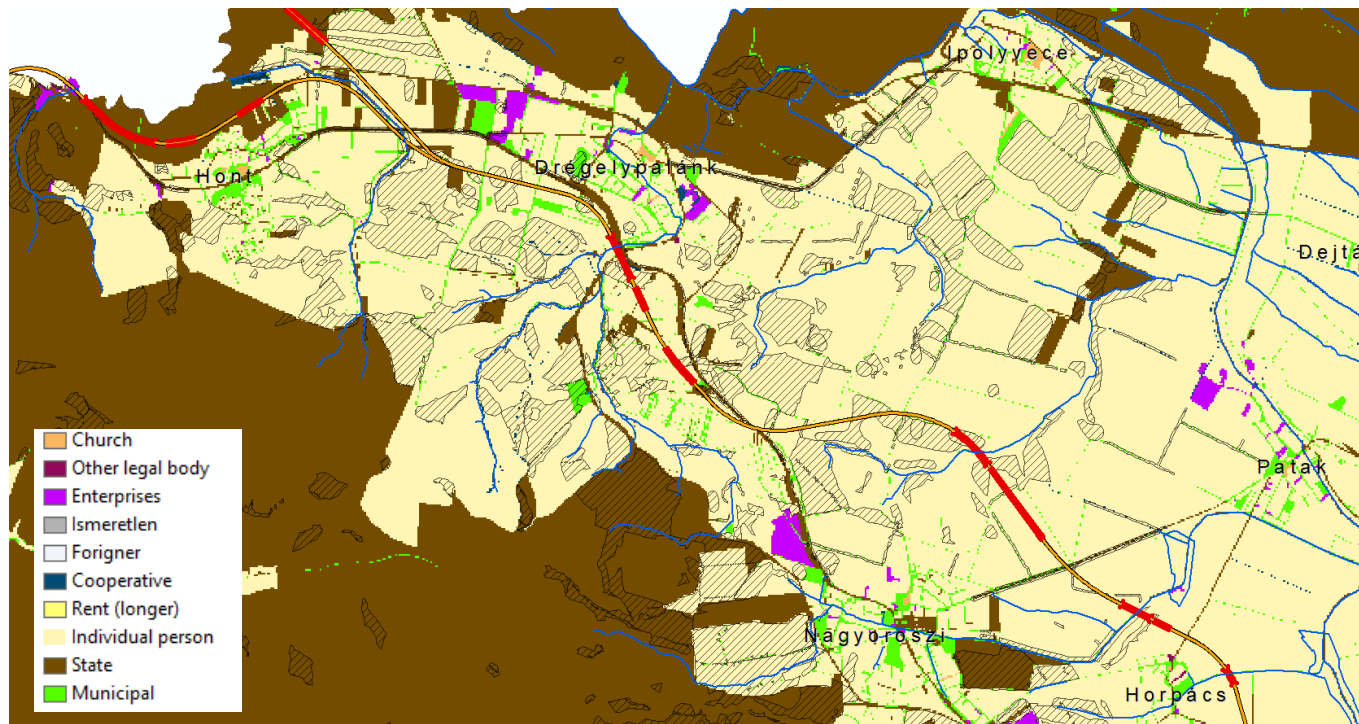 Ipolyvece
Drégelypalánk
Hont
Dejtá
Patak
Nagyoroszi
Horpács
Church
Other legal body
Enterprises
Ismeretlen
Forigner
Cooperative
Rent (longer)
Individual person
State
Municipal